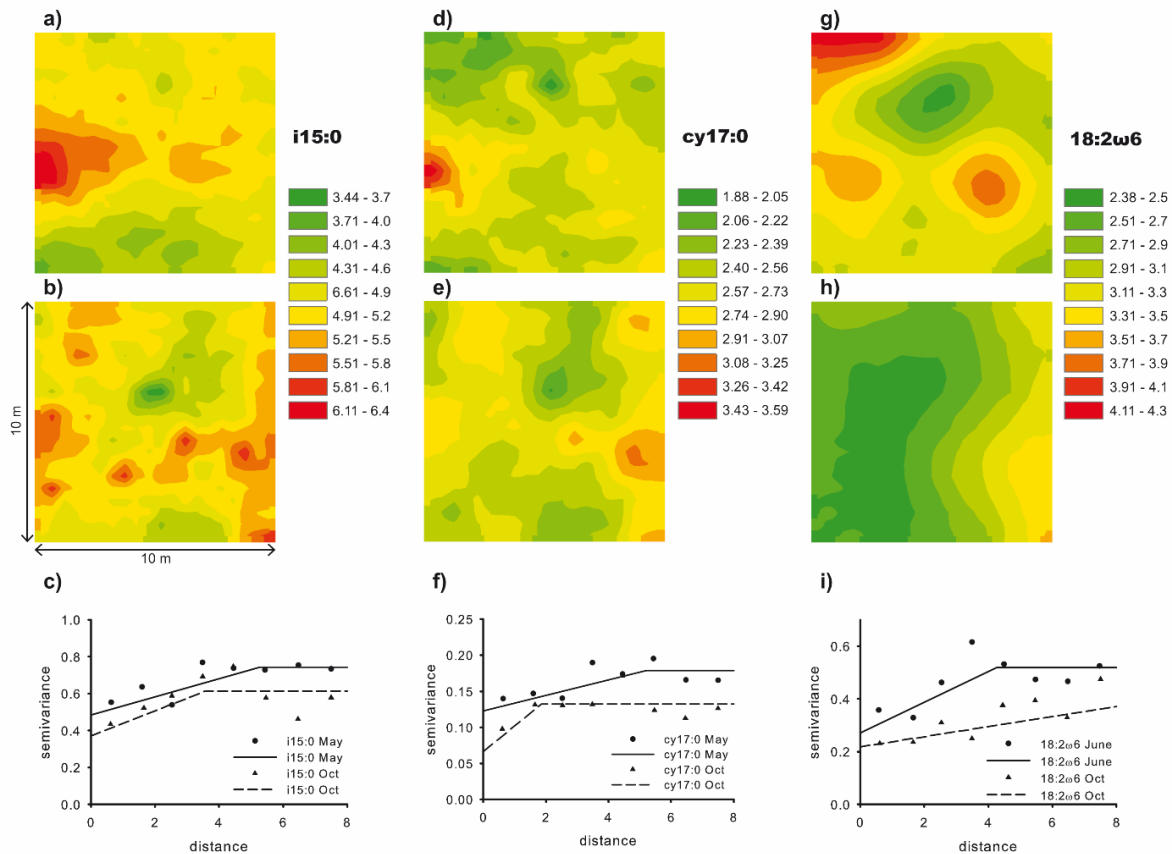 a)
i15:0
3.44 - 3.7
3.71 - 4.0
4.01 - 4.3
4.31 - 4.6
6.61 - 4.9
4.91 - 5.2
5.21 - 5.5
5.51 - 5.8
5.81 - 6.1
6.11 - 6.4
b)
10 m
10 m
c)
semivariance
1.0
0.8
0.6
0.4
0.2
0.0
0 2 4 6 8
distance
i15:0 May
i15:0 May
i15:0 Oct
i15:0 Oct
d)
cy17:0
1.88 - 2.05
2.06 - 2.22
2.23 - 2.39
2.40 - 2.56
2.57 - 2.73
2.74 - 2.90
2.91 - 3.07
3.08 - 3.25
3.26 - 3.42
3.43 - 3.59
e)
f)
semivariance
0.25
0.20
0.15
0.10
0.05
0.00
0 2 4 6 8
distance
cy17:0 May
cy17:0 May
cy17:0 Oct
cy17:0 Oct
g)
18:2ω6
2.38 - 2.5
2.51 - 2.7
2.71 - 2.9
2.91 - 3.1
3.11 - 3.3
3.31 - 3.5
3.51 - 3.7
3.71 - 3.9
3.91 - 4.1
4.11 - 4.3
h)
i)
semivariance
0.6
0.4
0.2
0.0
0 2 4 6 8
distance
18:2ω6 June
18:2ω6 June
18:2ω6 Oct
18:2ω6 Oct